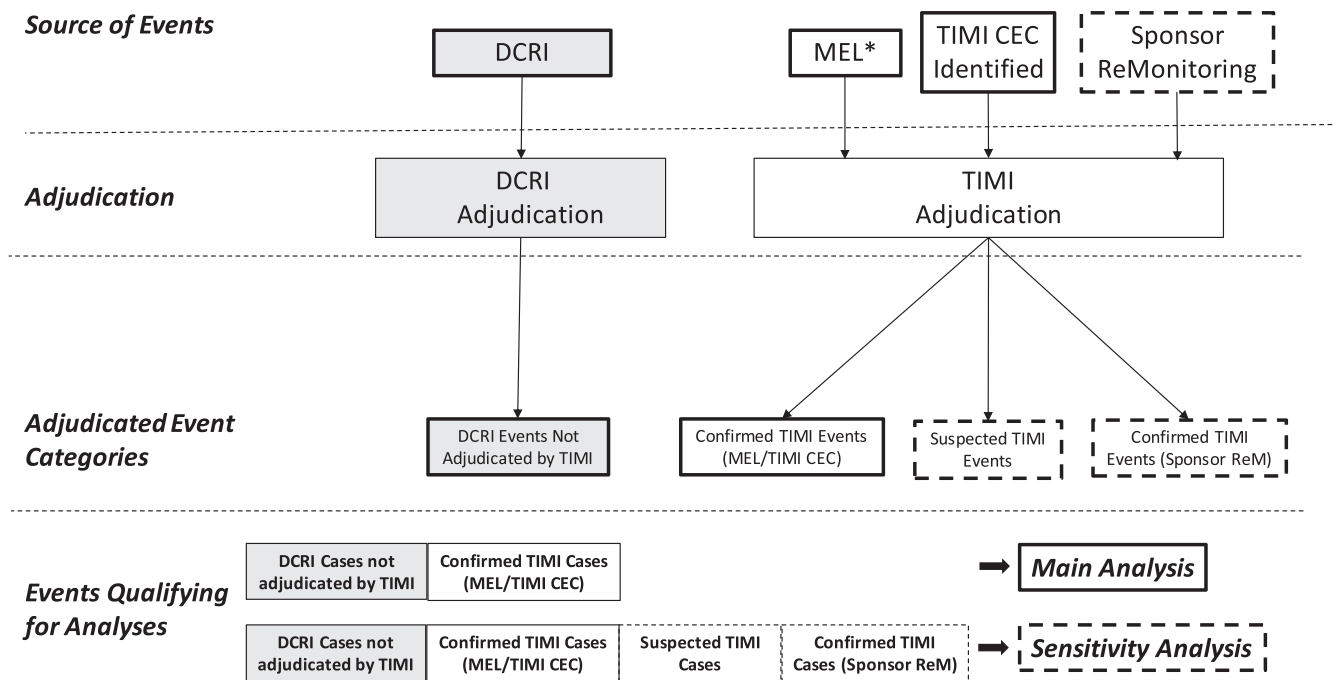 Source of Events
DCRI
MEL*
TIMI CEC
Identified
Sponsor
ReMonitoring
Adjudication
DCRI
Adjudication
TIMI
Adjudication
Adjudicated Event
Categories
DCRI Events Not
Adjudicated by TIMI
Confirmed TIMI Events
(MEL/TIMI CEC)
Suspected TIMI
Events
Confirmed TIMI
Events (Sponsor ReM)
Events Qualifying
for Analyses
DCRI Cases not
adjudicated by TIMI
Confirmed TIMI Cases
(MEL/TIMI CEC)
Main Analysis
DCRI Cases not
adjudicated by TIMI
Confirmed TIMI Cases
(MEL/TIMI CEC)
Suspected TIMI
Cases
Confirmed TIMI
Cases (Sponsor ReM)
Sensitivity Analysis